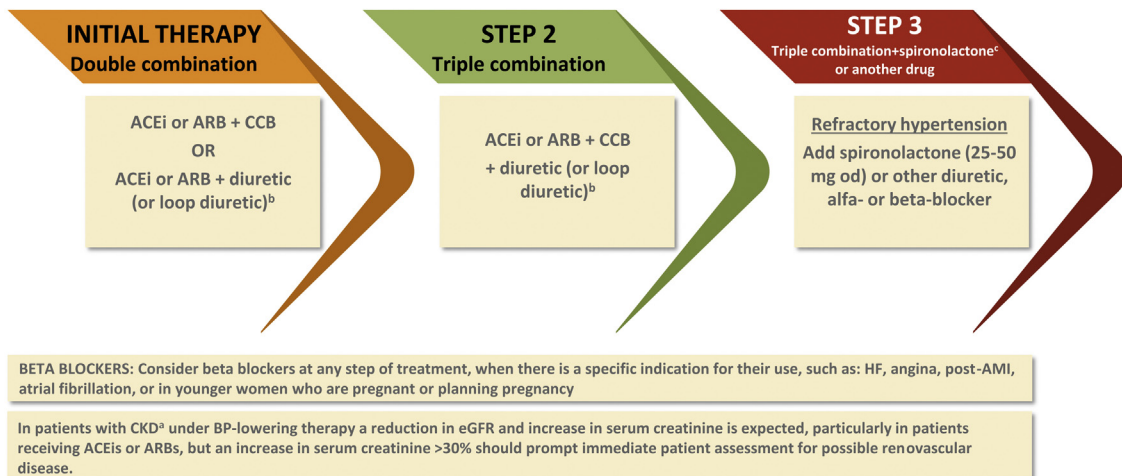 INITIAL THERAPY
Double combination
ACEi or ARB + CCB
OR
ACEi or ARB + diuretic
(or loop diuretic)ᵇ
STEP 2
Triple combination
ACEi or ARB + CCB
+ diuretic (or loop
diuretic)ᵇ
STEP 3
Triple combination+spironolactoneᶜ
or another drug
Refractory hypertension
Add spironolactone (25-50
mg od) or other diuretic,
alfa- or beta-blocker
BETA BLOCKERS: Consider beta blockers at any step of treatment, when there is a specific indication for their use, such as: HF, angina, post-AMI,
atrial fibrillation, or in younger women who are pregnant or planning pregnancy
In patients with CKDᵃ under BP-lowering therapy a reduction in eGFR and increase in serum creatinine is expected, particularly in patients
receiving ACEis or ARBs, but an increase in serum creatinine >30% should prompt immediate patient assessment for possible renovascular
disease.